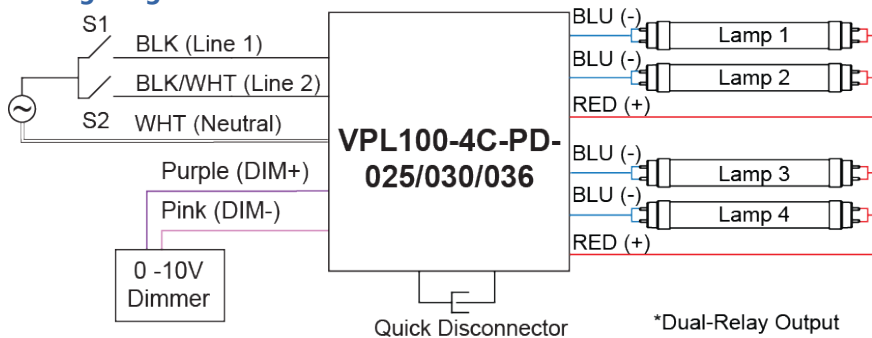 S1
BLK (Line 1)
BLK/WHT (Line 2)
S2
WHT (Neutral)
Purple (DIM+)
Pink (DIM-)
0 -10V
Dimmer
VPL100-4C-PD-
025/030/036
Quick Disconnector
BLU (-)
Lamp 1
BLU (-)
Lamp 2
RED (+)
BLU (-)
Lamp 3
BLU (-)
Lamp 4
RED (+)
*Dual-Relay Output